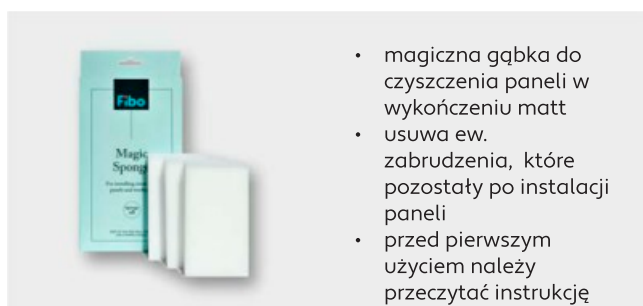 Fibo
Magic
Sponge
• magiczna gąbka do
czyszczenia paneli w
wykończeniu matt
• usuwa ew.
zabrudzenia, które
pozostały po instalacji
paneli
• przed pierwszym
użyciem należy
przeczytać instrukcję